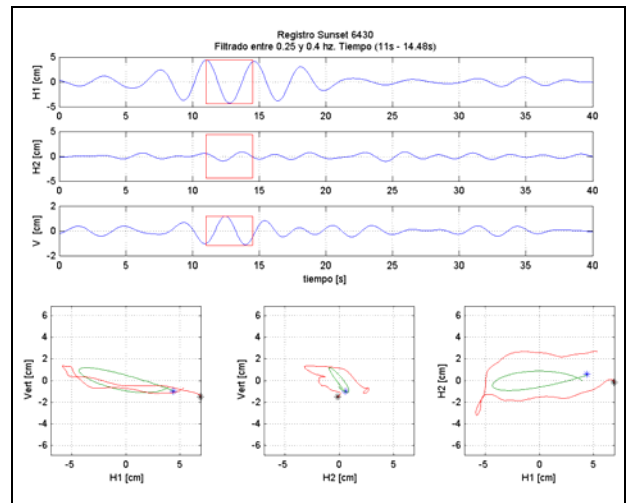 Registro Sunset 6430
Filtrado entre 0.25 y 0.4 hz. Tiempo (11s - 14.48s)
H1 [cm]
5
0
-5
0 5 10 15 20 25 30 35 40
H2 [cm]
5
0
-5
0 5 10 15 20 25 30 35 40
V [cm]
2
0
-2
0 5 10 15 20 25 30 35 40
tiempo [s]
Vert [cm]
6
4
2
0
-2
-4
-6
-5 0 5
H1 [cm]
Vert [cm]
6
4
2
0
-2
-4
-6
-5 0 5
H2 [cm]
H2 [cm]
6
4
2
0
-2
-4
-6
-5 0 5
H1 [cm]